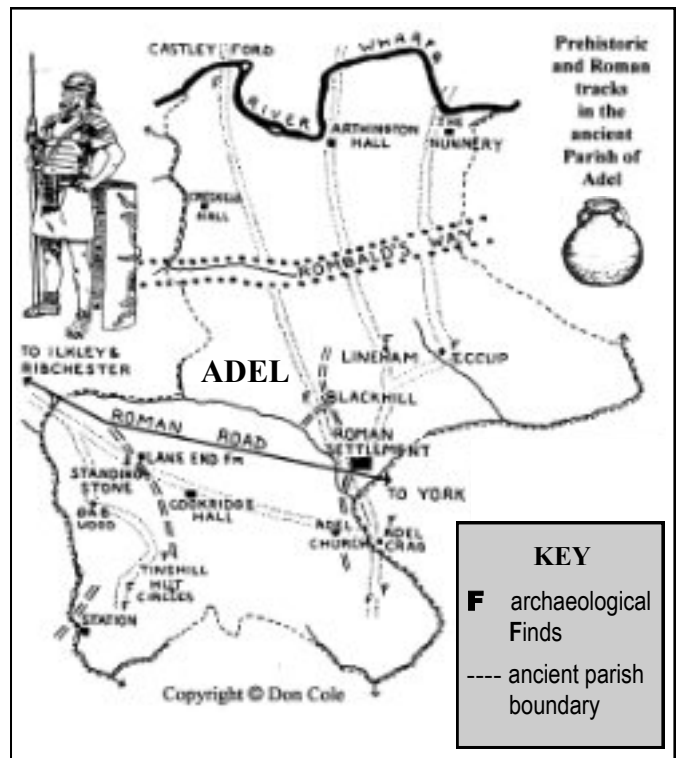 CASTLEY FORD
RIVER
WHARFE
Prehistoric
and Roman
tracks
in the
ancient
Parish of
Adel
ARTHINGTON
HALL
THE
NUNNERY
CRESKELD
HALL
ROMBALD'S WAY
TO ILKLEY &
RIBCHESTER
ADEL
LINEHAM
F
F
ECCUP
F
BLACKHILL
ROMAN ROAD
ROMAN
SETTLEMENT
LANE END FM
STANDING
STONE
TO YORK
COOKRIDGE
HALL
WOOD
ADEL
CHURCH
F
ADEL
CRAG
F
TINSHILL
HUT
CIRCLES
F
F
F F
STATION
Copyright © Don Cole
KEY
F archaeological
Finds
---- ancient parish
boundary